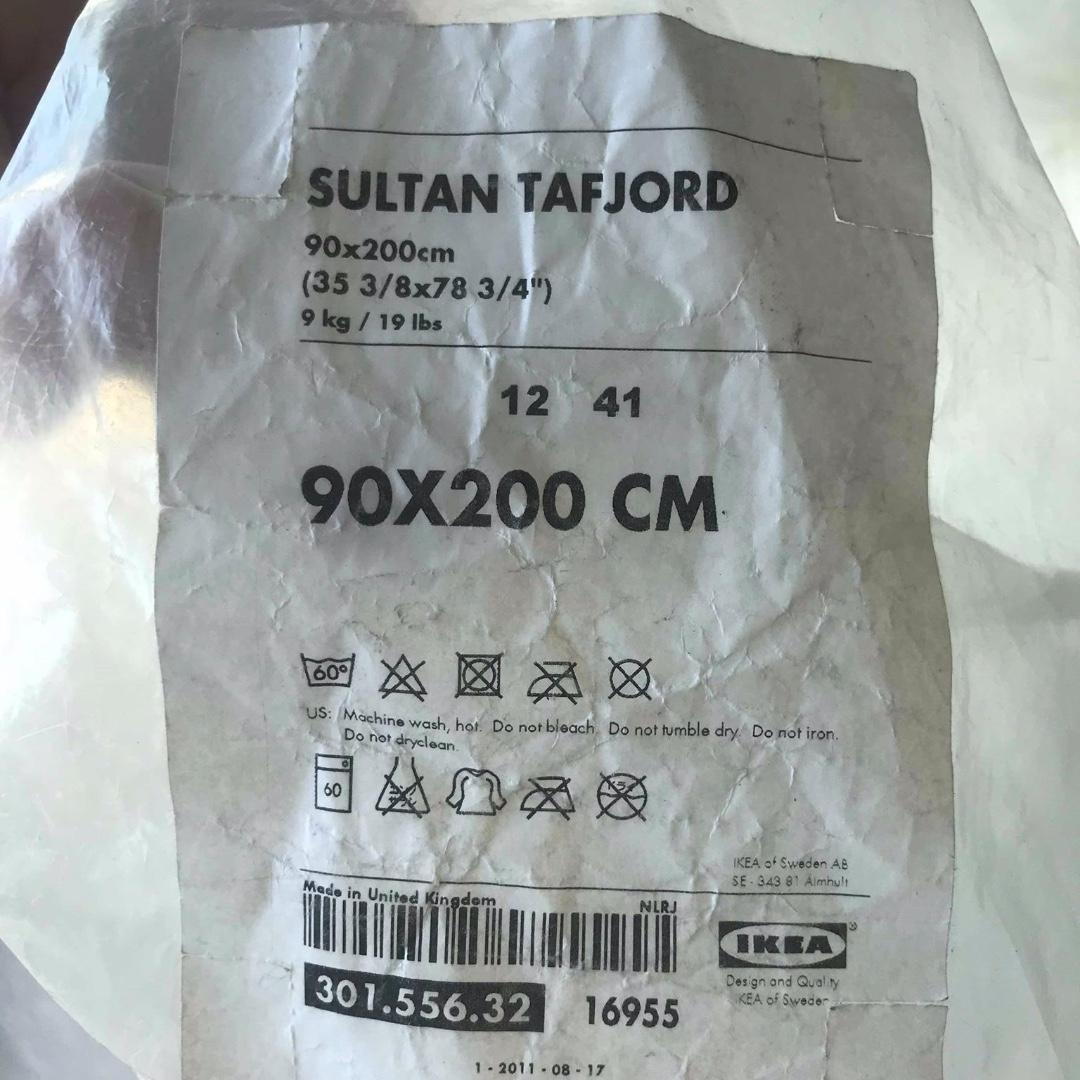 SULTAN TAFJORD
90x200cm
(35 3/8x78 3/4")
9 kg / 19 lbs
12 41
90X200 CM
60°
US: Machine wash, hot. Do not bleach. Do not tumble dry. Do not iron.
Do not dryclean.
60
IKEA of Sweden AB
SE - 343 81 Älmhult
Made in United Kingdom
NLRJ
IKEA®
301.556.32
16955
Design and Quality
IKEA of Sweden
1 - 2011 - 08 - 17